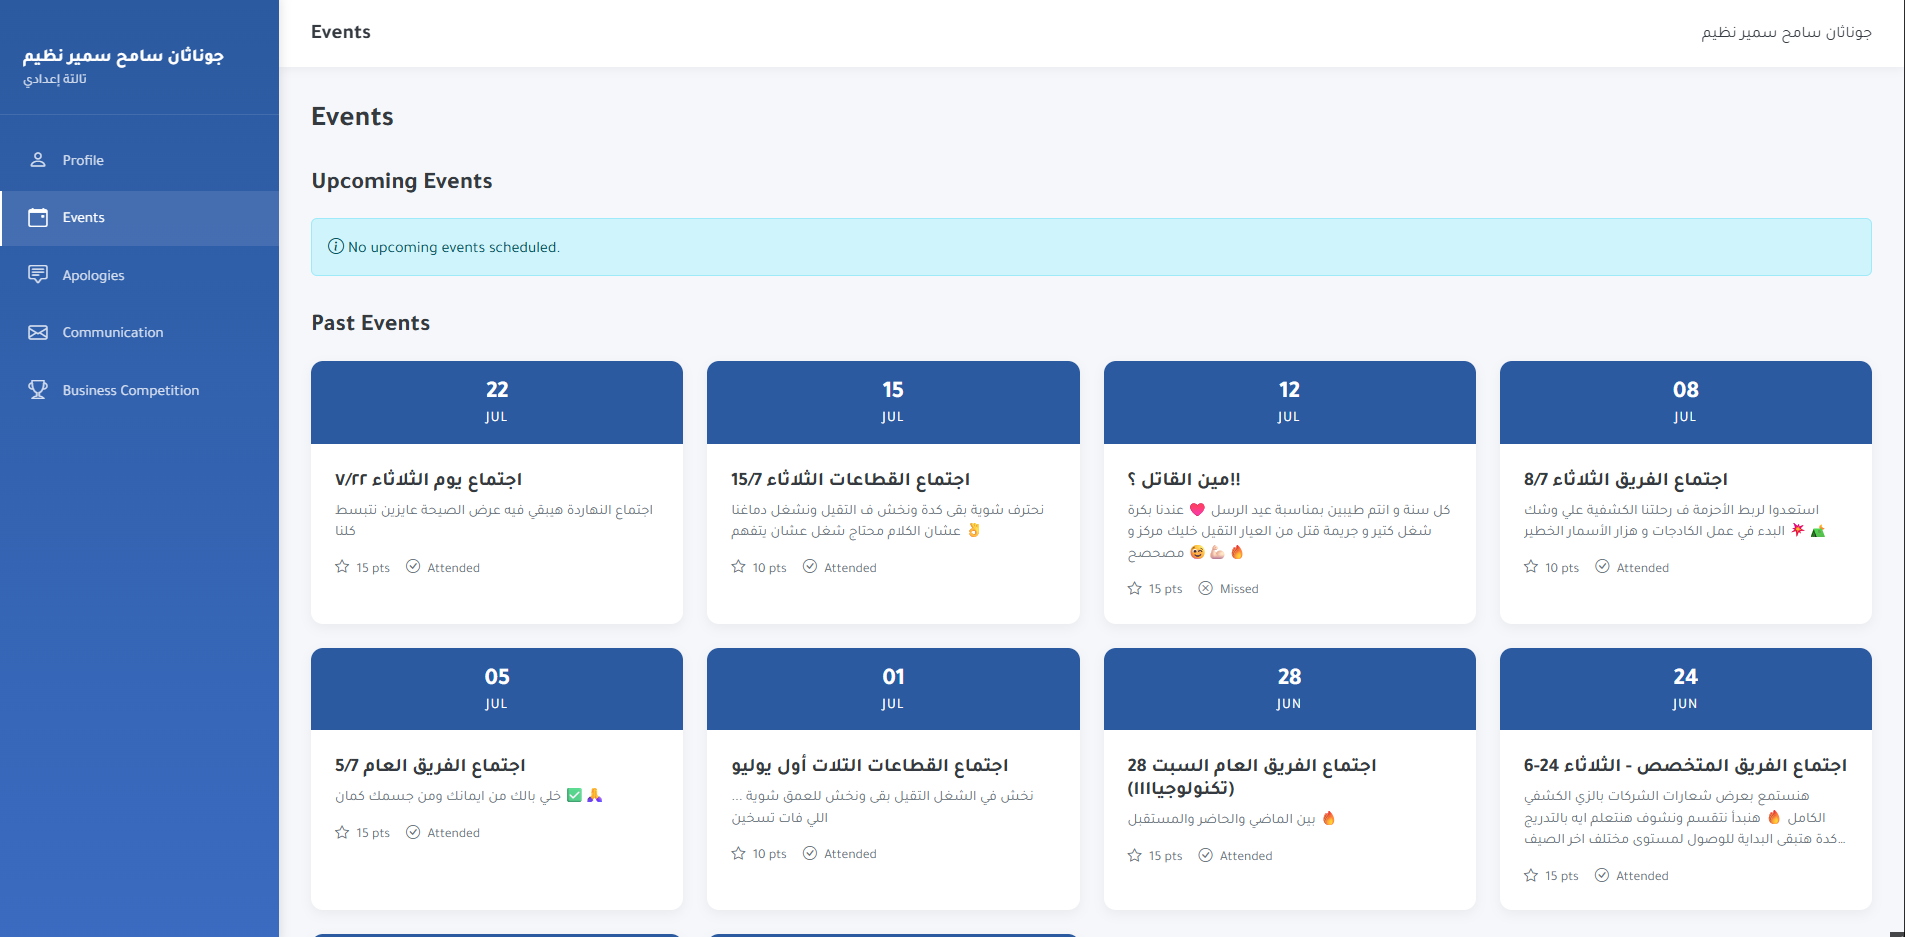 جوناثان سامح سمير نظيم
تالتة إعدادي
Profile
Events
Apologies
Communication
Business Competition
Events
جوناثان سامح سمير نظيم
Events
Upcoming Events
No upcoming events scheduled.
Past Events
22
JUL
اجتماع يوم الثلاثاء ٧/٢٢
اجتماع النهاردة هيبقي فيه عرض الصيحة عايزين نتبسط
كلنا
15 pts Attended
15
JUL
اجتماع القطاعات الثلاثاء 15/7
نحترف شوية بقى كدة ونخش ف التقيل ونشغل دماغنا
عشان الكلام محتاج شغل عشان يتفهم 👌
15 JUL
10 pts Attended
12
JUL
مين القاتل ؟!!
كل سنة و انتم طيبين بمناسبة عيد الرسل 💗 عندنا بكرة
شغل كتير و جريمة قتل من العيار التقيل خليك مركز و
مصحصح 😉 💪🏻 🔥
15 pts Missed
08
JUL
اجتماع الفريق الثلاثاء 8/7
استعدوا لربط الأحزمة ف رحلتنا الكشفية علي وشك
البدء في عمل الكادجات و هزار الأسمار الخطير 💥 🏕️
10 pts Attended
05
JUL
اجتماع الفريق العام 5/7
خلي بالك من ايمانك ومن جسمك كمان ✅ 🙏
15 pts Attended
01
JUL
اجتماع القطاعات التلات أول يوليو
نخش في الشغل التقيل بقى ونخش للعمق شوية ...
اللي فات تسخين
10 pts Attended
28
JUN
اجتماع الفريق العام السبت 28
(تكنولوجيااااا)
بين الماضي والحاضر والمستقبل 🔥
15 pts Attended
24
JUN
اجتماع الفريق المتخصص - الثلاثاء 24-6
هنستمع بعرض شعارات الشركات بالزي الكشفي
الكامل 🔥 هنبدأ نتقسم ونشوف هنتعلم ايه بالتدريج
كدة هتبقى البداية للوصول لمستوى مختلف اخر الصيف...
15 pts Attended